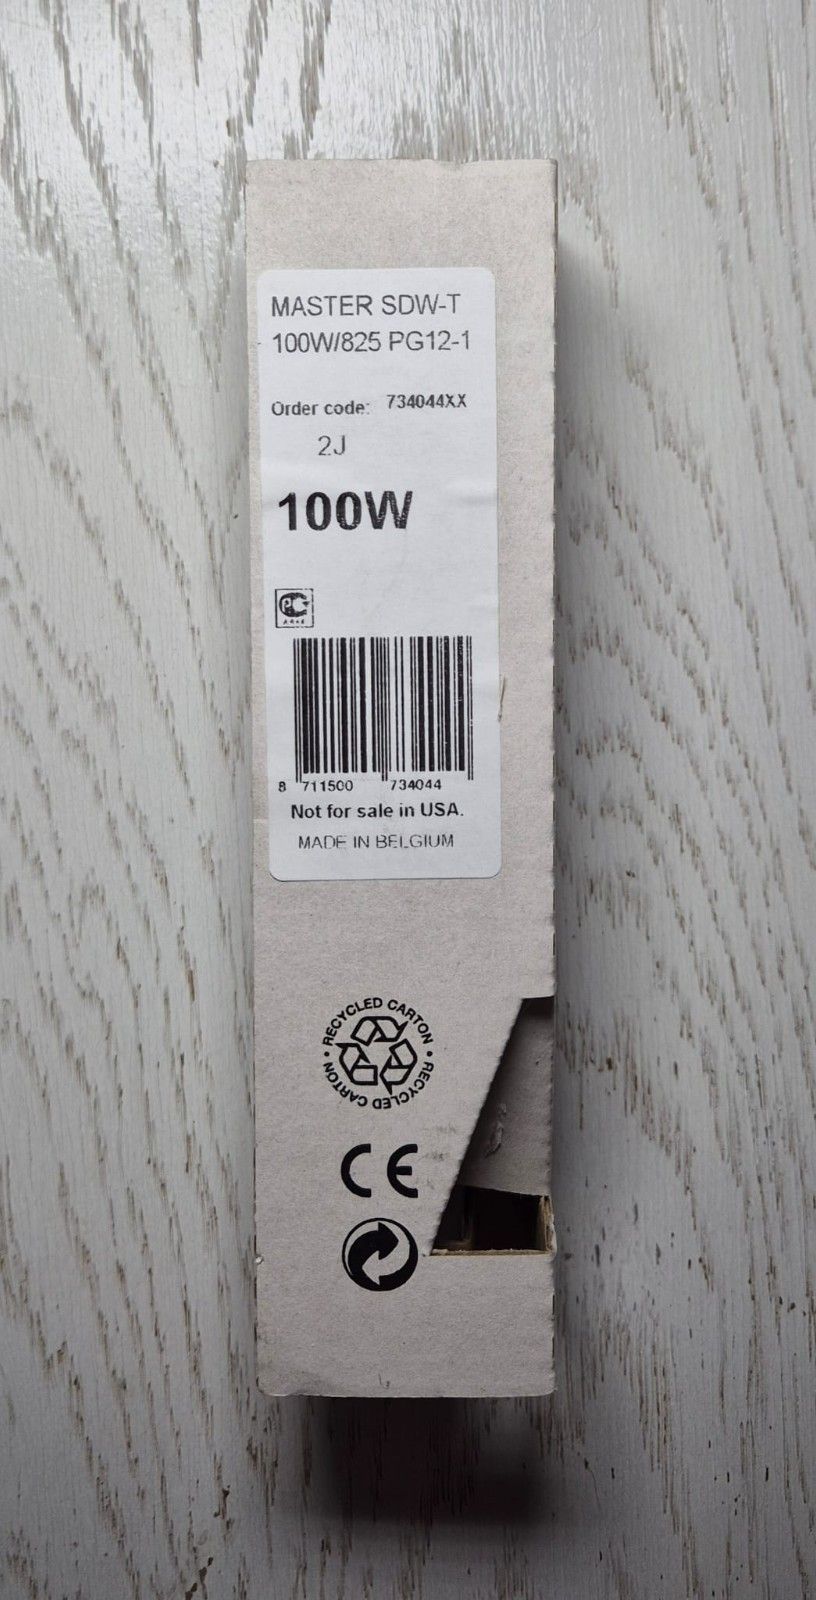 MASTER SDW-T
100W/825 PG12-1
Order code: 734044XX
2J
100W
8 711500 734044
Not for sale in USA.
MADE IN BELGIUM
RECYCLED CARTON • RECYCLED CARTON •
CE